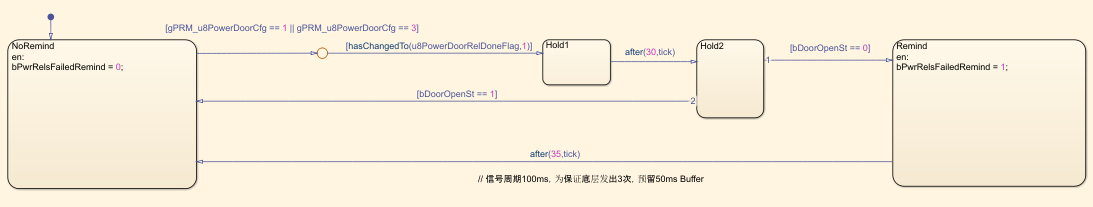 [gPRM_u8PowerDoorCfg == 1 || gPRM_u8PowerDoorCfg == 3]
NoRemind
en:
bPwrRelsFailedRemind = 0;
[hasChangedTo(u8PowerDoorRelDoneFlag,1)]
Hold1
after(30,tick)
Hold2
1
[bDoorOpenSt == 0]
Remind
en:
bPwrRelsFailedRemind = 1;
[bDoorOpenSt == 1]
2
after(35,tick)
// 信号周期100ms, 为保证底层发出3次, 预留50ms Buffer